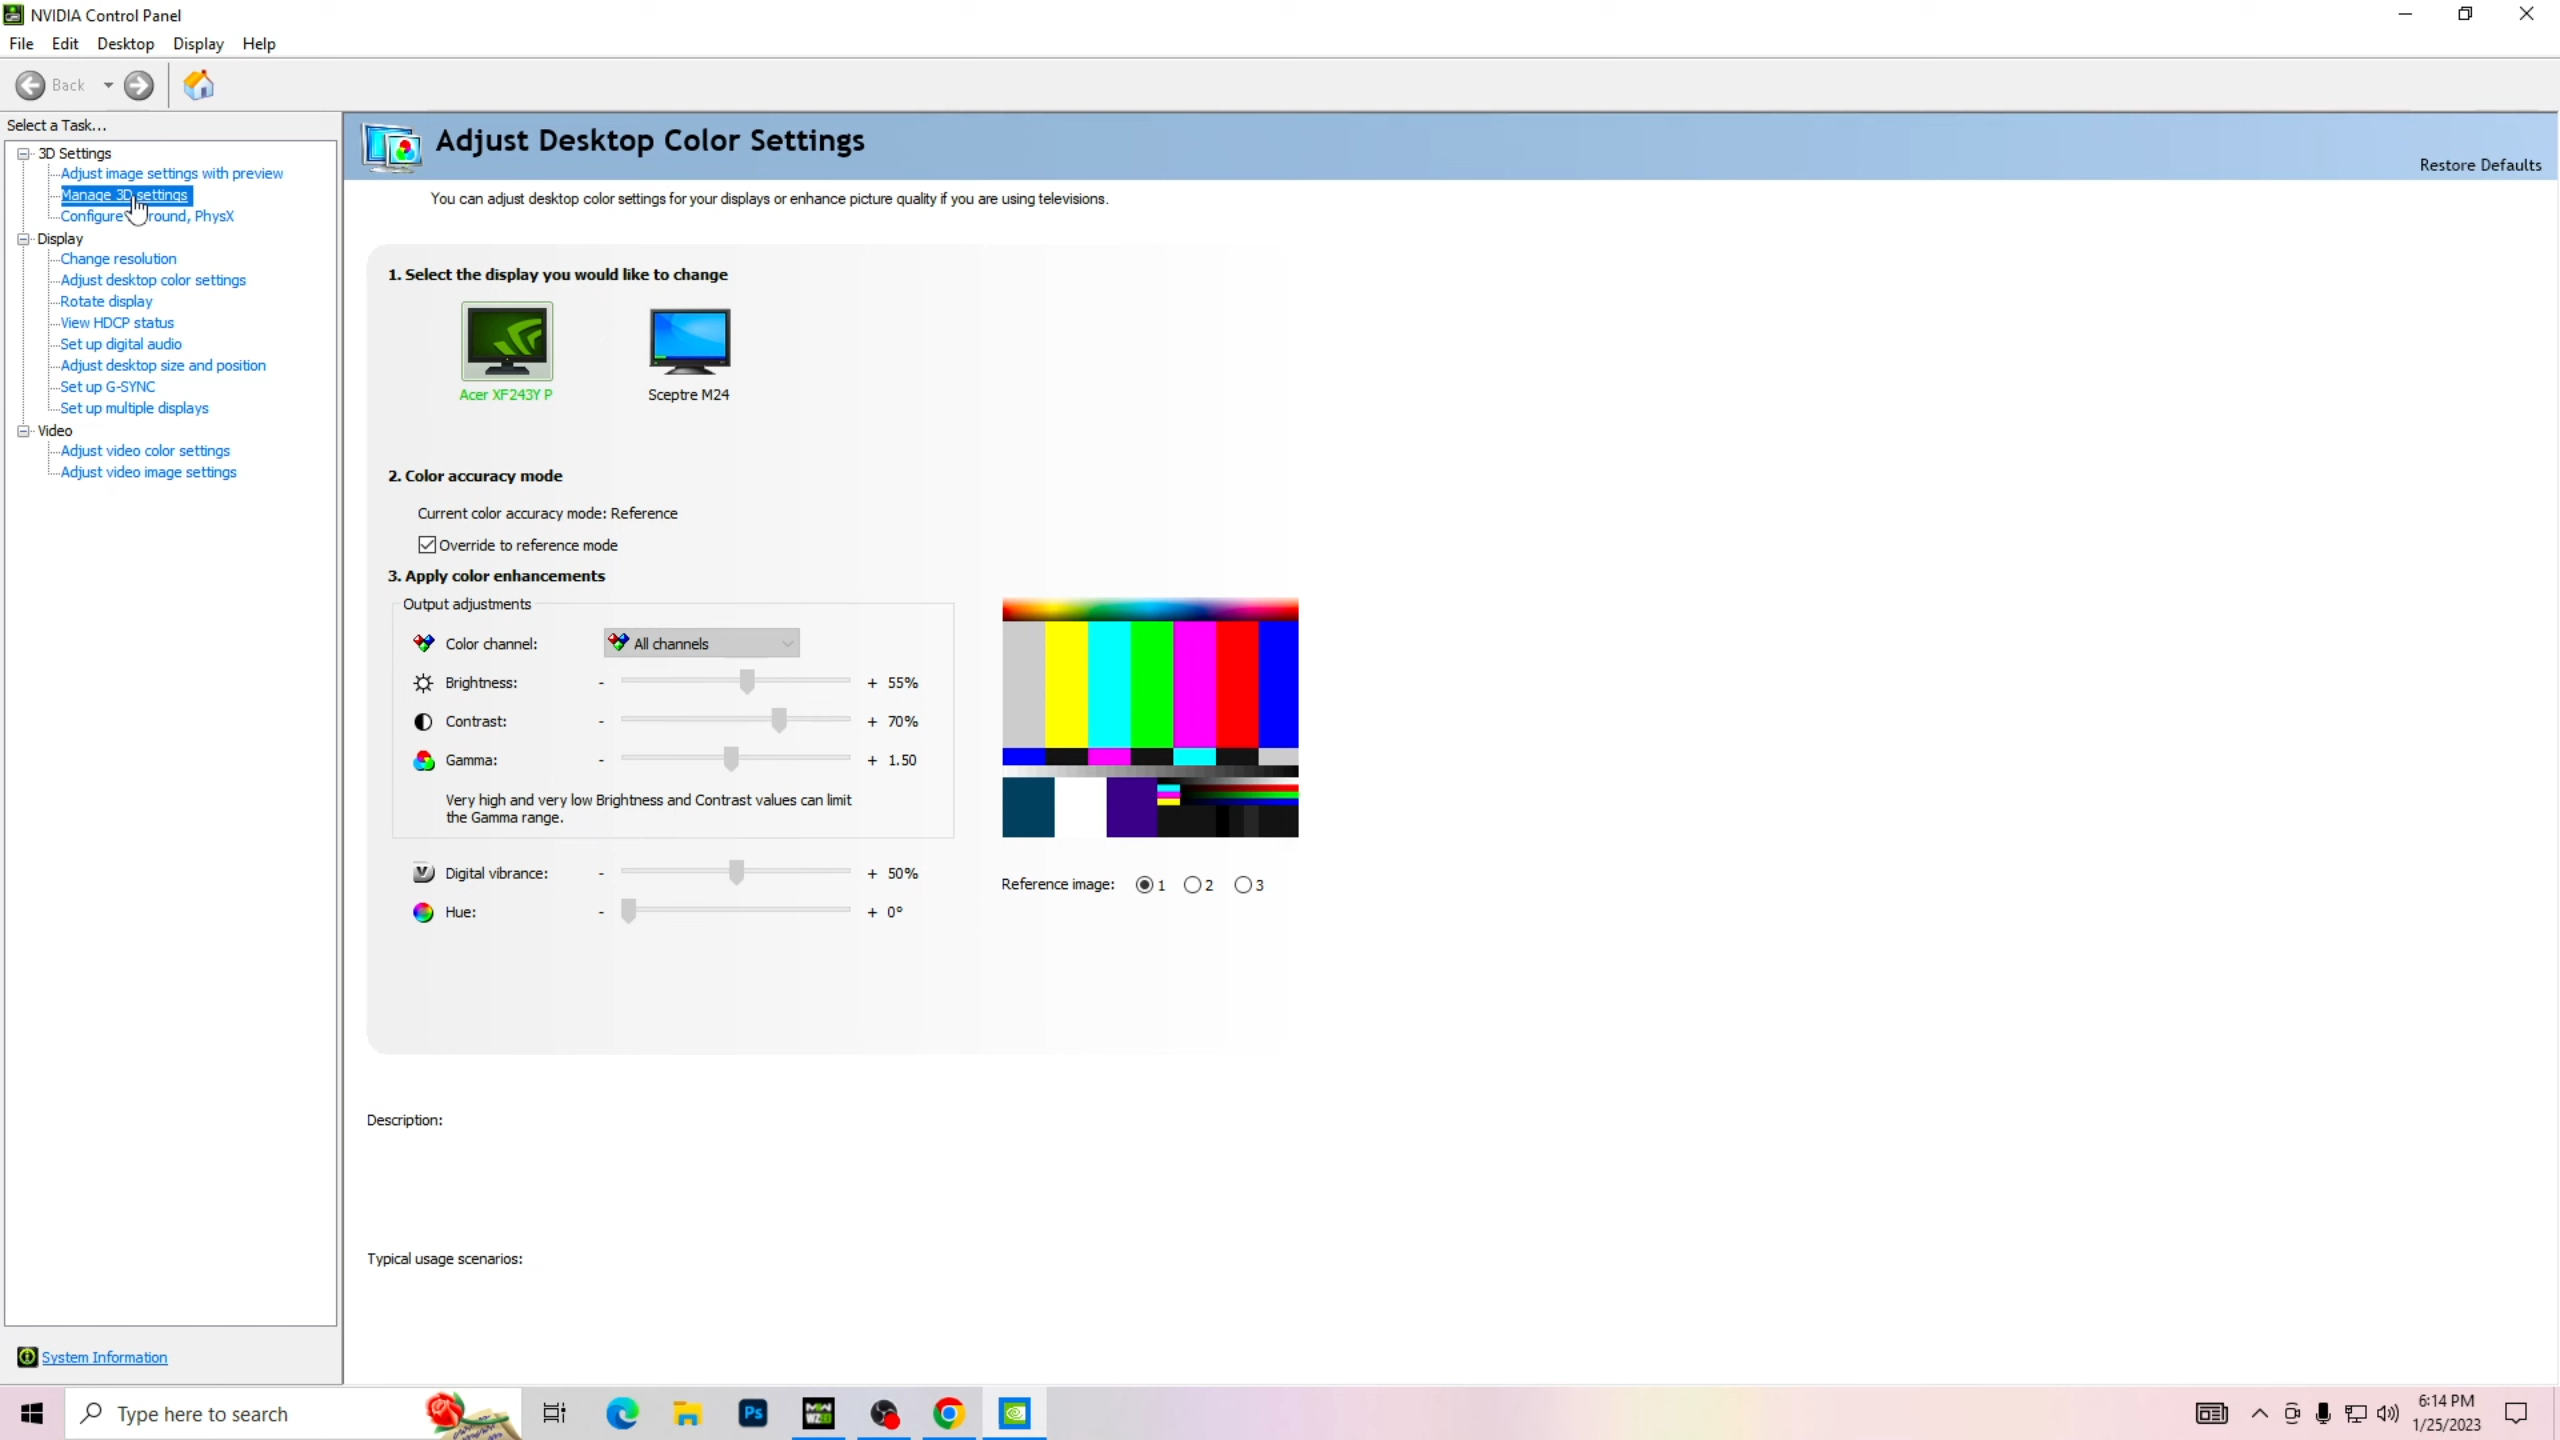 NVIDIA Control Panel
File Edit Desktop Display Help
Back
Select a Task...
3D Settings
Adjust image settings with preview
Manage 3D settings
Configure round, PhysX
Display
Change resolution
Adjust desktop color settings
Rotate display
View HDCP status
Set up digital audio
Adjust desktop size and position
Set up G-SYNC
Set up multiple displays
Video
Adjust video color settings
Adjust video image settings
System Information
Adjust Desktop Color Settings
Restore Defaults
You can adjust desktop color settings for your displays or enhance picture quality if you are using televisions.
1. Select the display you would like to change
Acer XF243Y P Sceptre M24
2. Color accuracy mode
Current color accuracy mode: Reference
Override to reference mode
3. Apply color enhancements
Output adjustments
Color channel: All channels
Brightness: - + 55%
Contrast: - + 70%
Gamma: - + 1.50
Very high and very low Brightness and Contrast values can limit
the Gamma range.
Digital vibrance: - + 50%
Hue: - + 0°
Reference image: 1 2 3
Description:
Typical usage scenarios:
Type here to search
Ps
MW
WZ2
6:14 PM
1/25/2023